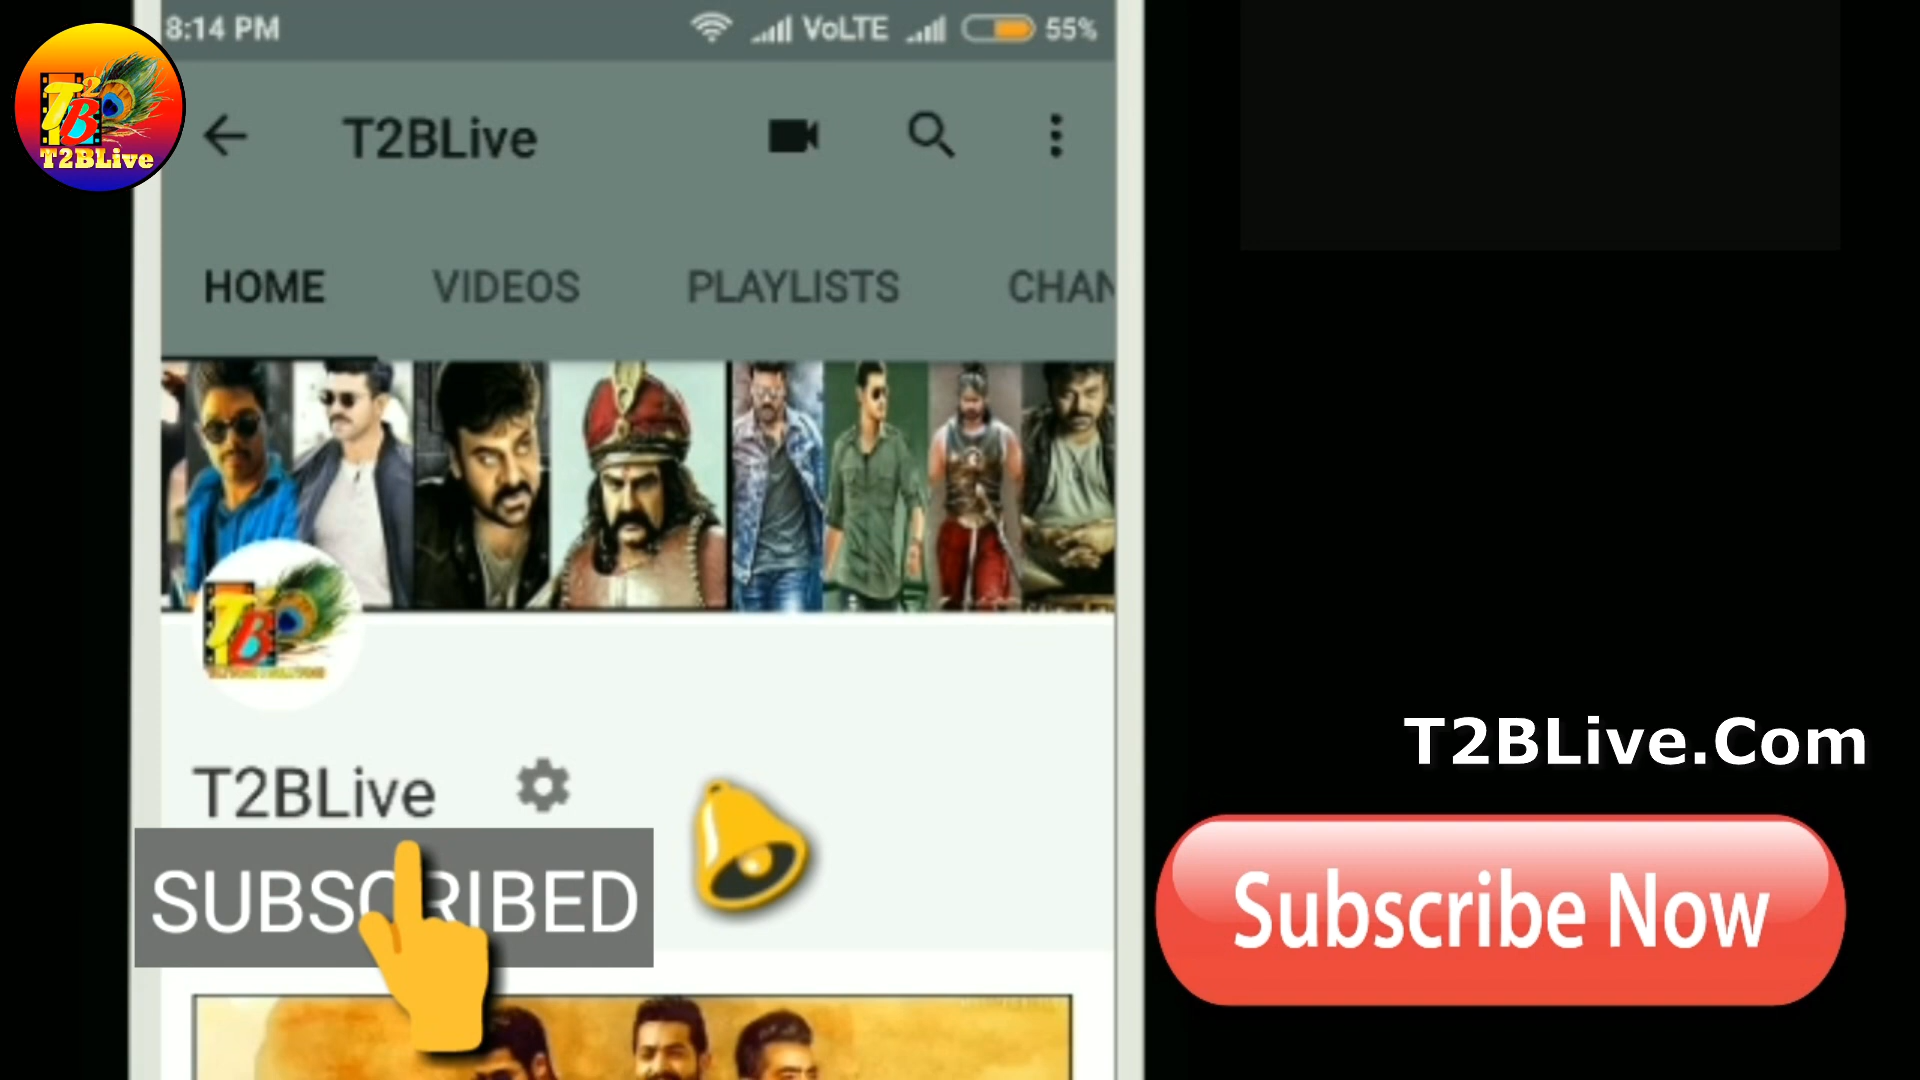 8:14 PM VoLTE 55%
T2BLive
T2BLive
HOME VIDEOS PLAYLISTS CHAN
T2BLive
SUBSCRIBED
T2BLive.Com
Subscribe Now